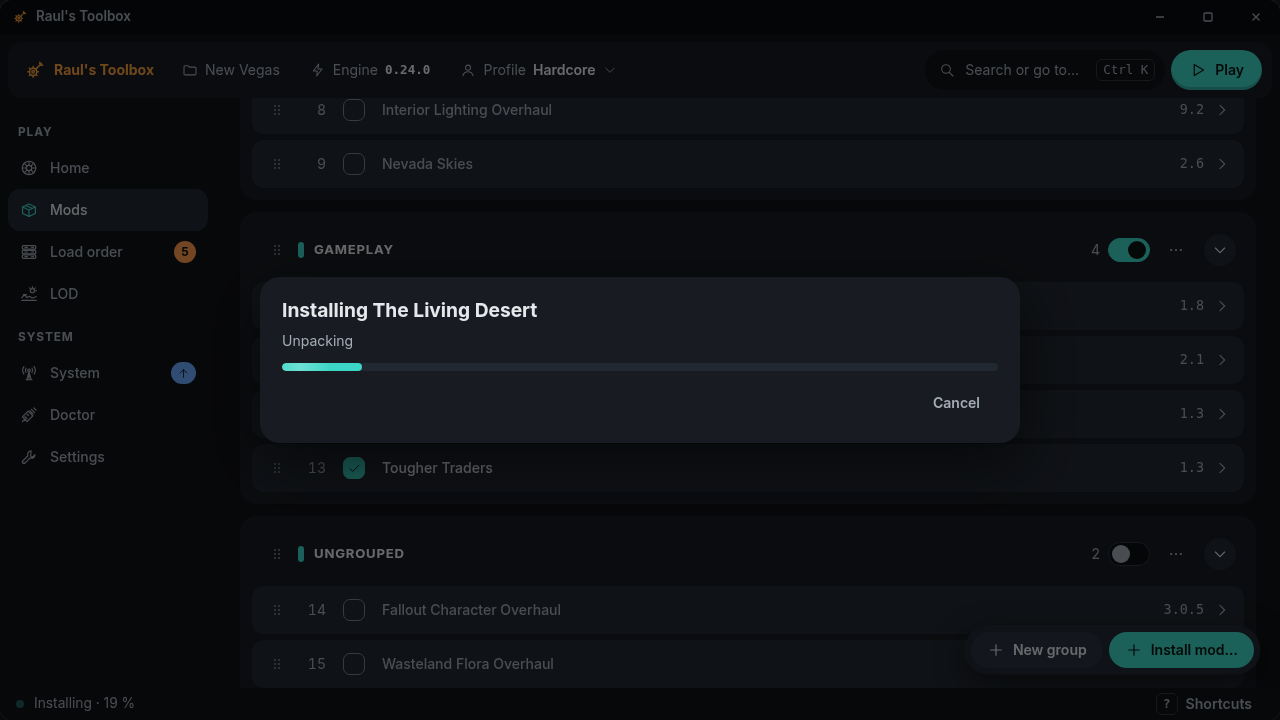 Raul's Toolbox
Raul's Toolbox
New Vegas
Engine 0.24.0
Profile Hardcore
Search or go to...
Ctrl K
Play
PLAY
Home
Mods
Load order
5
LOD
SYSTEM
System
Doctor
Settings
8 Interior Lighting Overhaul 9.2
9 Nevada Skies 2.6
GAMEPLAY 4
1.8
2.1
1.3
Installing The Living Desert
Unpacking
Cancel
13 Tougher Traders 1.3
UNGROUPED 2
14 Fallout Character Overhaul 3.0.5
15 Wasteland Flora Overhaul
New group
Install mod...
Installing · 19 %
? Shortcuts